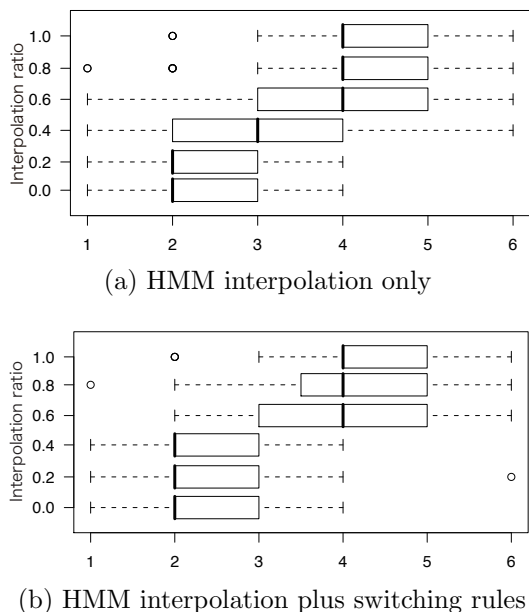 Interpolation ratio
1.0
0.8
0.6
0.4
0.2
0.0
1 2 3 4 5 6
(a) HMM interpolation only
Interpolation ratio
1.0
0.8
0.6
0.4
0.2
0.0
1 2 3 4 5 6
(b) HMM interpolation plus switching rules